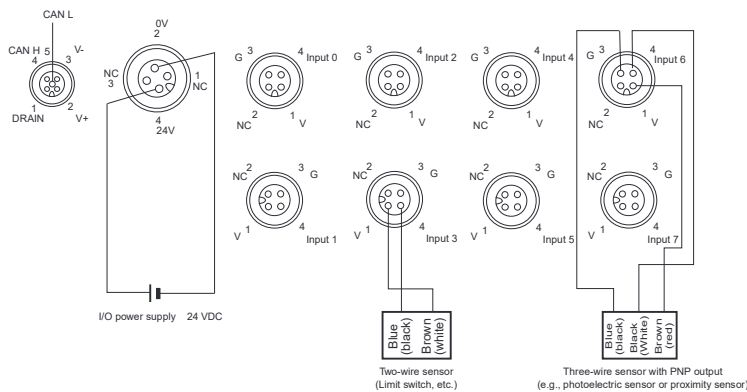 CAN L
CAN H 5 V-
4 3
1 2
DRAIN V+
0V
2
NC 1
3 NC
4
24V
G 3 4 Input 0
2 1
NC V
G 3 4 Input 2
2 1
NC V
G 3 4 Input 4
2 1
NC V
G 3 4 Input 6
2 1
NC V
NC 2 3 G
V 1 4
Input 1
NC 2 3 G
V 1 4
Input 3
NC 2 3 G
V 1 4
Input 5
NC 2 3 G
V 1 4
Input 7
I/O power supply 24 VDC
Blue
(black)
Brown
(white)
Two-wire sensor
(Limit switch, etc.)
Blue
(black)
Black
(White)
Brown
(red)
Three-wire sensor with PNP output
(e.g., photoelectric sensor or proximity sensor)